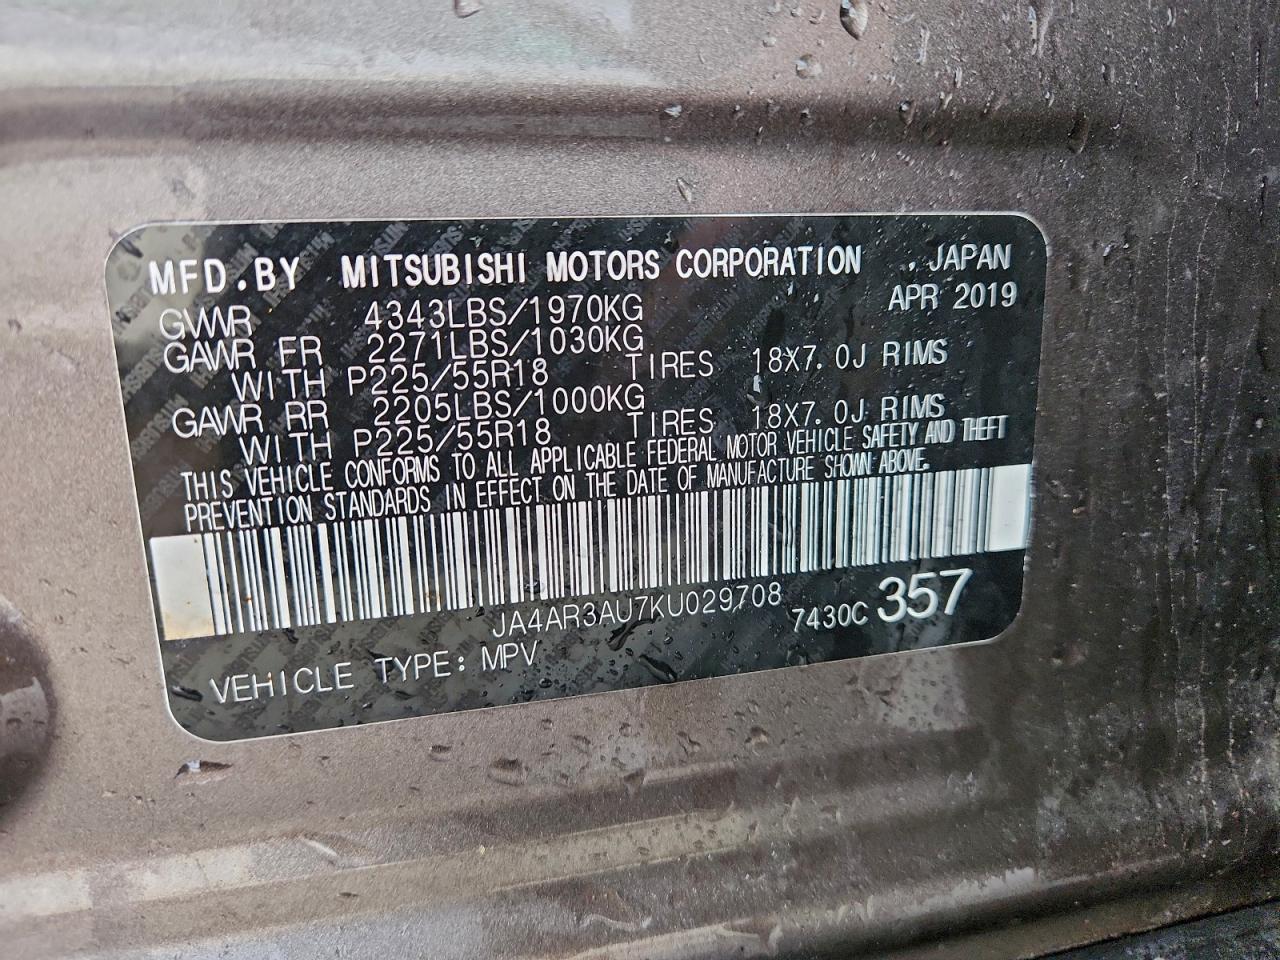 MFD.BY MITSUBISHI MOTORS CORPORATION , JAPAN
APR 2019
GVWR 4343LBS/1970KG
GAWR FR 2271LBS/1030KG
WITH P225/55R18 TIRES 18X7.0J RIMS
GAWR RR 2205LBS/1000KG
WITH P225/55R18 TIRES 18X7.0J RIMS
THIS VEHICLE CONFORMS TO ALL APPLICABLE FEDERAL MOTOR VEHICLE SAFETY AND THEFT
PREVENTION STANDARDS IN EFFECT ON THE DATE OF MANUFACTURE SHOWN ABOVE.
JA4AR3AU7KU029708 7430C 357
VEHICLE TYPE: MPV